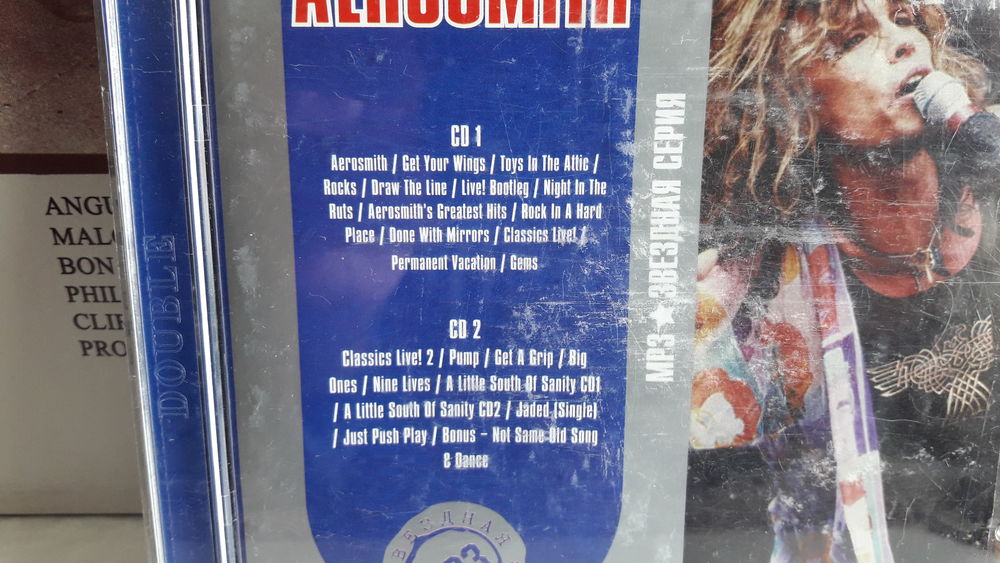 AEROSMITH
CD 1
Aerosmith / Get Your Wings / Toys In The Attic /
Rocks / Draw The Line / Live! Bootleg / Night In The
Ruts / Aerosmith's Greatest Hits / Rock In A Hard
Place / Done With Mirrors / Classics Live! /
Permanent Vacation / Gems
CD 2
Classics Live! 2 / Pump / Get A Grip / Big
Ones / Nine Lives / A Little South Of Sanity CD1
/ A Little South Of Sanity CD2 / Jaded (Single)
/ Just Push Play / Bonus – Not Same Old Song
& Dance
MP3★ЗВЕЗДНАЯ СЕРИЯ
DOUBLE
ЗВЕЗДНАЯ
ANGU
MALC
BON
PHIL
CLIF
PRO